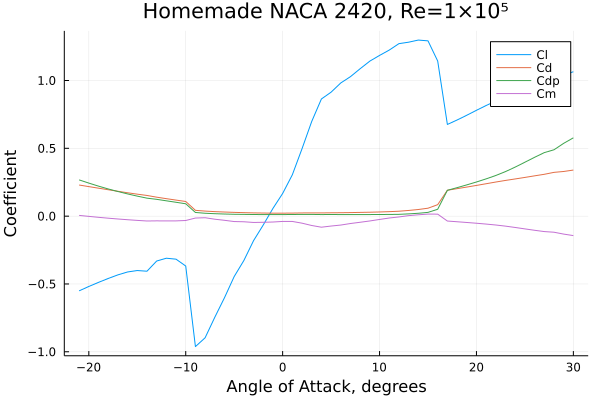 Homemade NACA 2420, Re=1×10⁵
Coefficient
1.0
0.5
0.0
−0.5
−1.0
Cl
Cd
Cdp
Cm
−20
−10
0
10
20
30
Angle of Attack, degrees